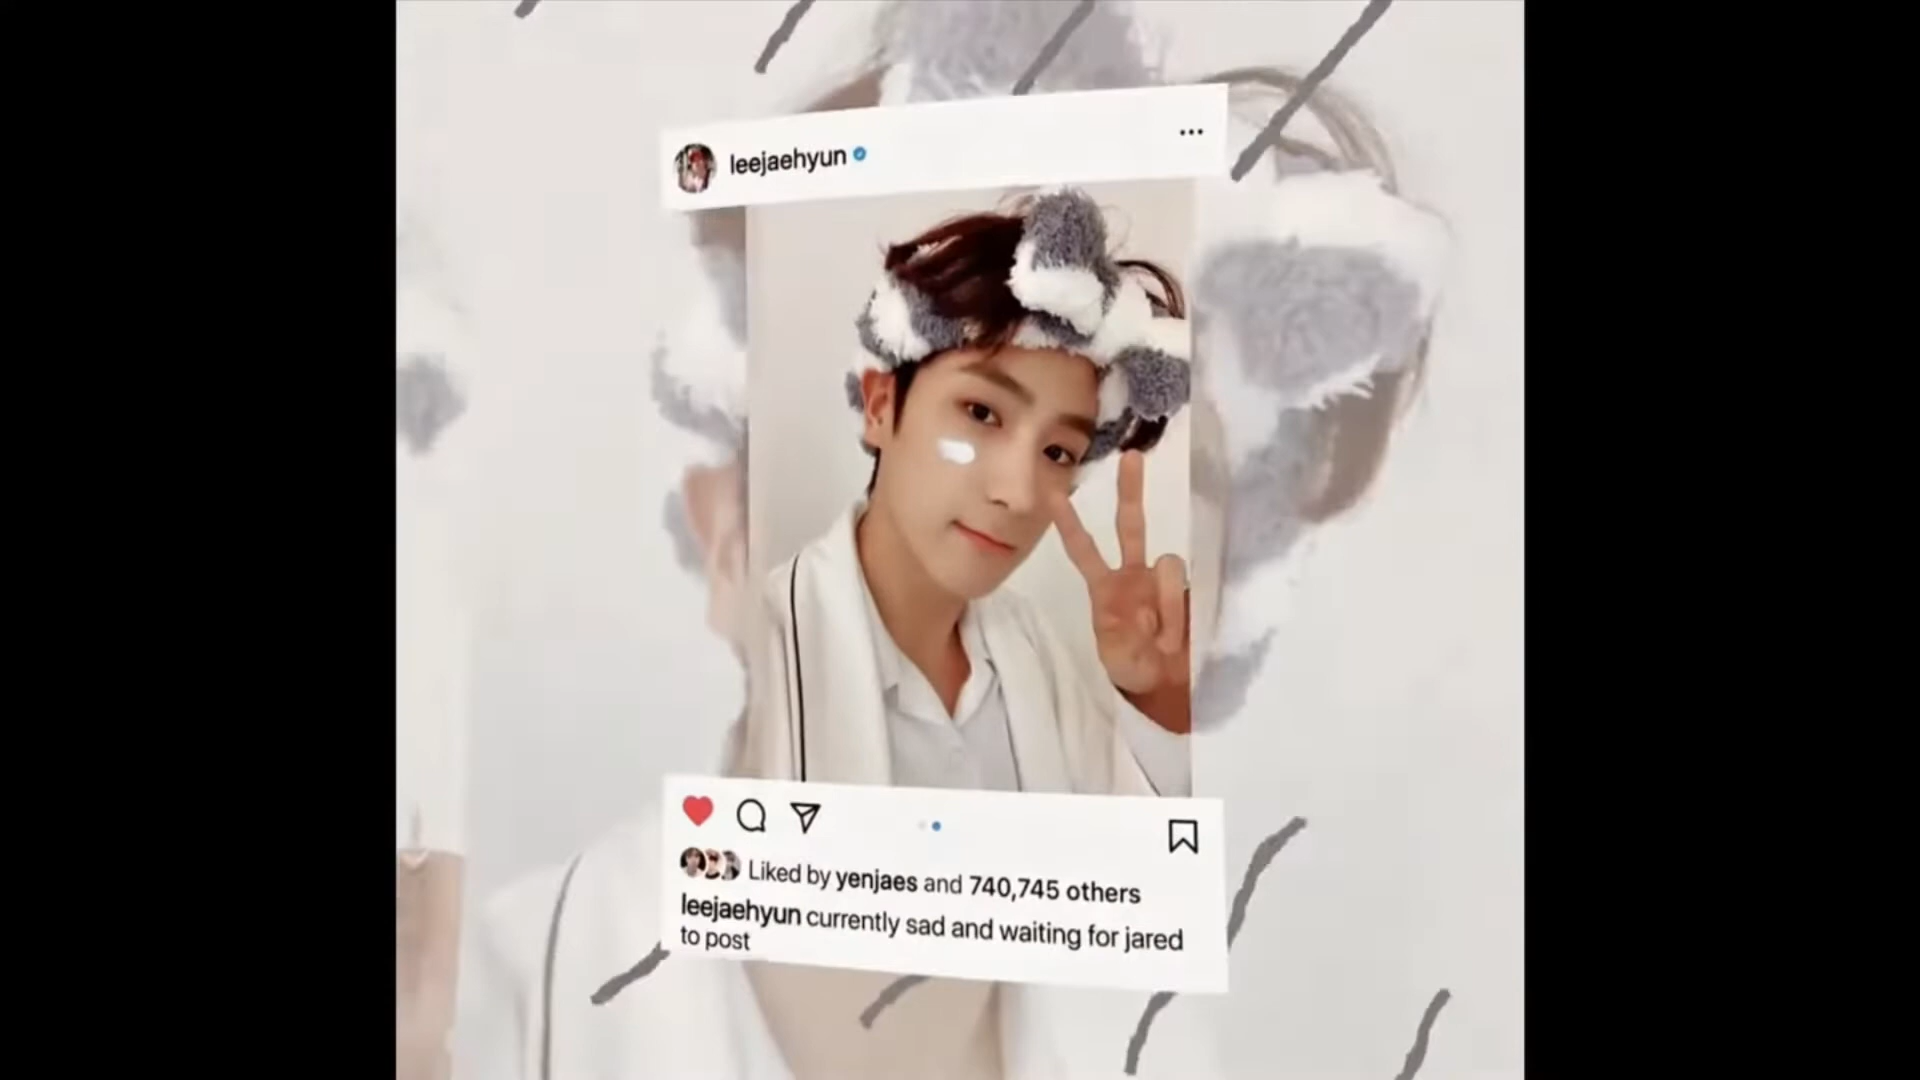 leejaehyun
Liked by yenjaes and 740,745 others
leejaehyun currently sad and waiting for jared
to post